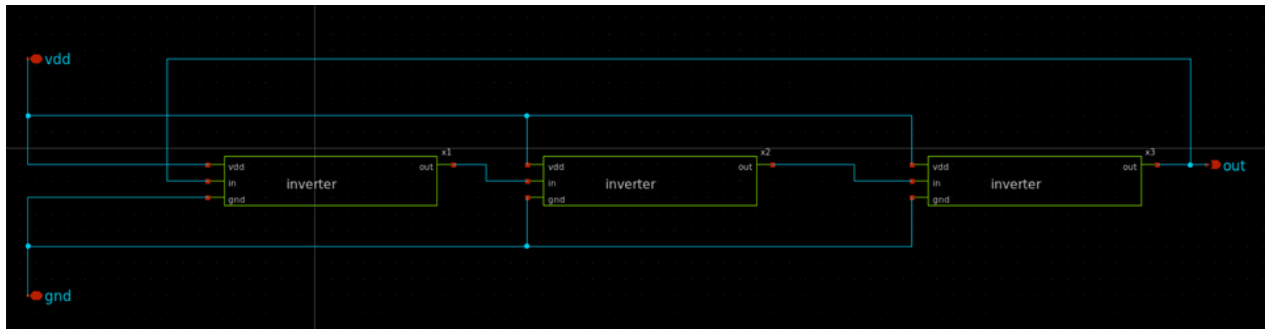 vdd
x1
x2
x3
vdd
out
vdd
out
vdd
out
out
in
inverter
in
inverter
in
inverter
gnd
gnd
gnd
gnd